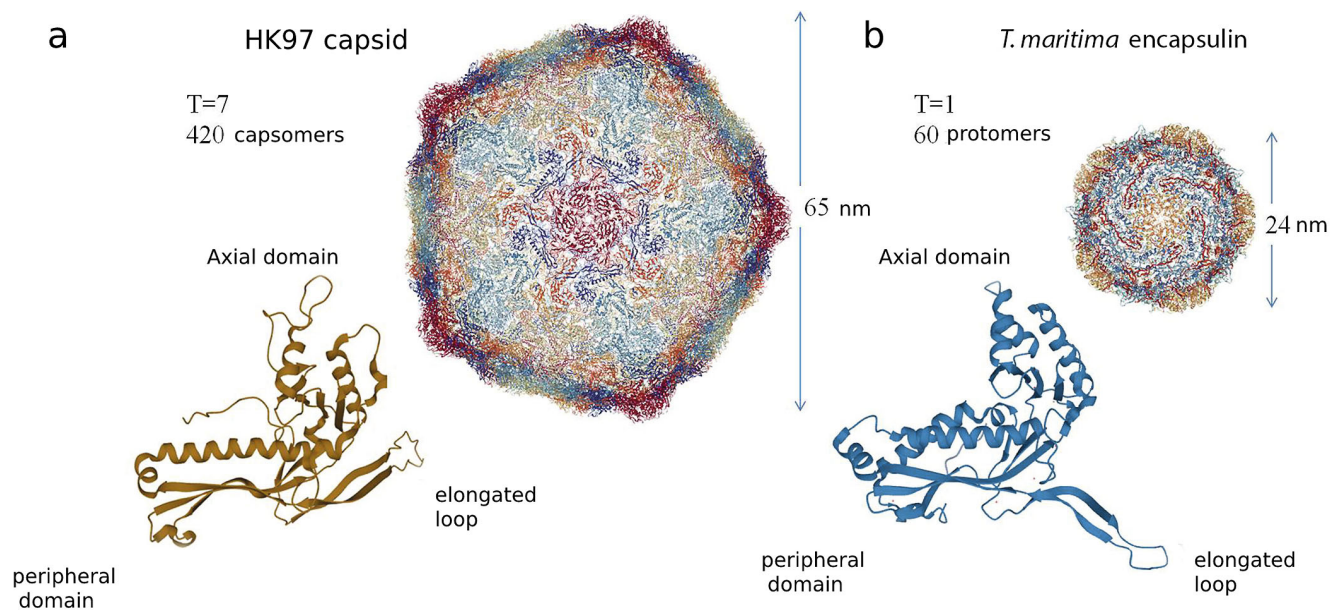 a
HK97 capsid
T=7
420 capsomers
65 nm
Axial domain
elongated
loop
peripheral
domain
b
T. maritima encapsulin
T=1
60 protomers
24 nm
Axial domain
peripheral
domain
elongated
loop